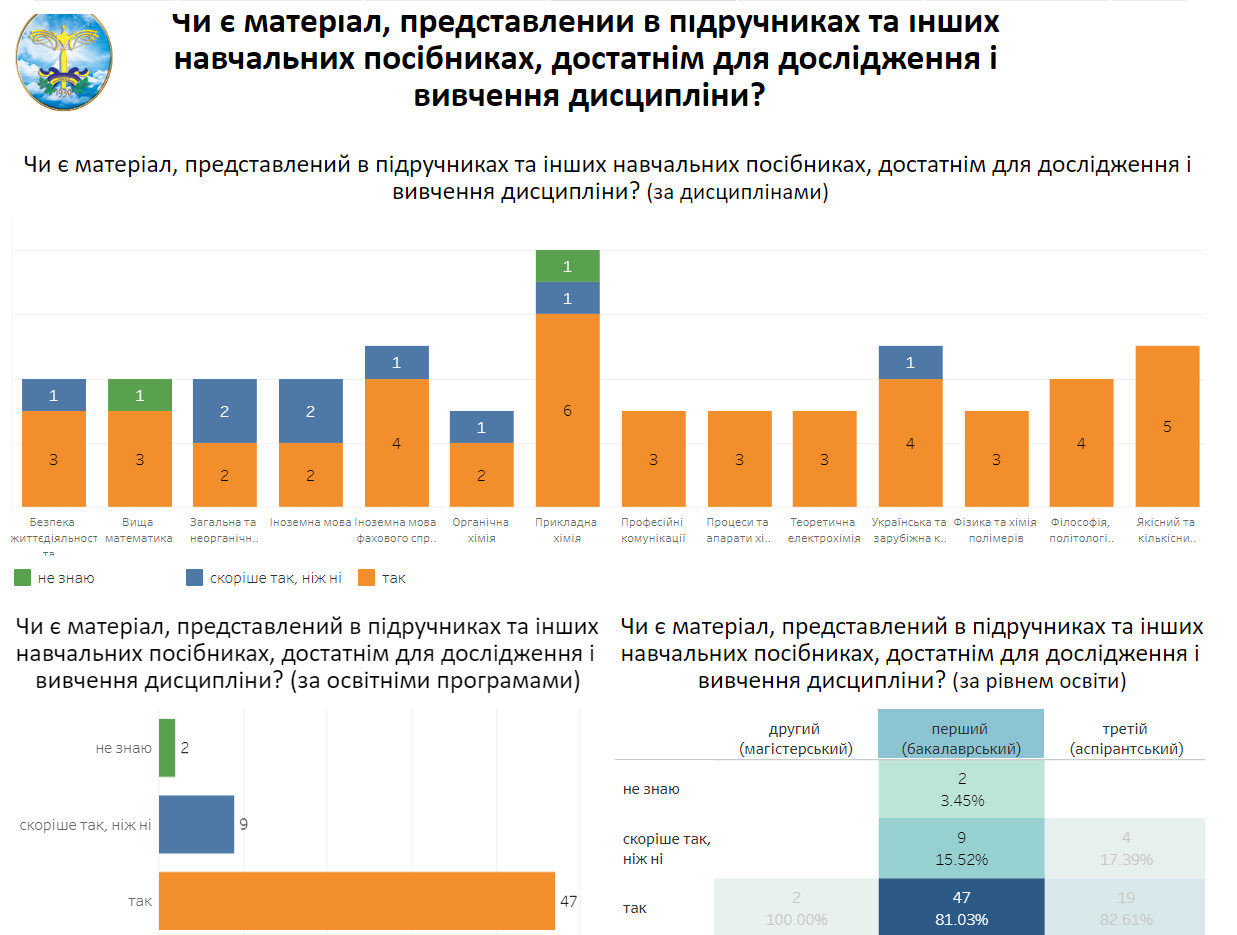 Чи є матеріал, представлений в підручниках та інших
навчальних посібниках, достатнім для дослідження і
вивчення дисципліни?
1930
Чи є матеріал, представлений в підручниках та інших навчальних посібниках, достатнім для дослідження і
вивчення дисципліни? (за дисциплінами)
1
1
1
1
1
1
2
2
1
6
3
3
2
2
4
2
3
3
3
4
3
4
5
Безпека
життєдіяльност
та
Вища
математика
Загальна та
неорганічн..
Іноземна мова
Іноземна мова
фахового спр..
Органічна
хімія
Прикладна
хімія
Професійні
комунікації
Процеси та
апарати хі..
Теоретична
електрохімія
Українська та
зарубіжна к..
Фізика та хімія
полімерів
Філософія,
політологі..
Якісний та
кількісни..
не знаю
скоріше так, ніж ні
так
Чи є матеріал, представлений в підручниках та інших
навчальних посібниках, достатнім для дослідження і
вивчення дисципліни? (за освітніми програмами)
не знаю 2
скоріше так, ніж ні 9
так 47
Чи є матеріал, представлений в підручниках та інших
навчальних посібниках, достатнім для дослідження і
вивчення дисципліни? (за рівнем освіти)
другий
(магістерський)
перший
(бакалаврський)
третій
(аспірантський)
не знаю
2
3.45%
скоріше так,
ніж ні
9
15.52%
4
17.39%
так
2
100.00%
47
81.03%
19
82.61%